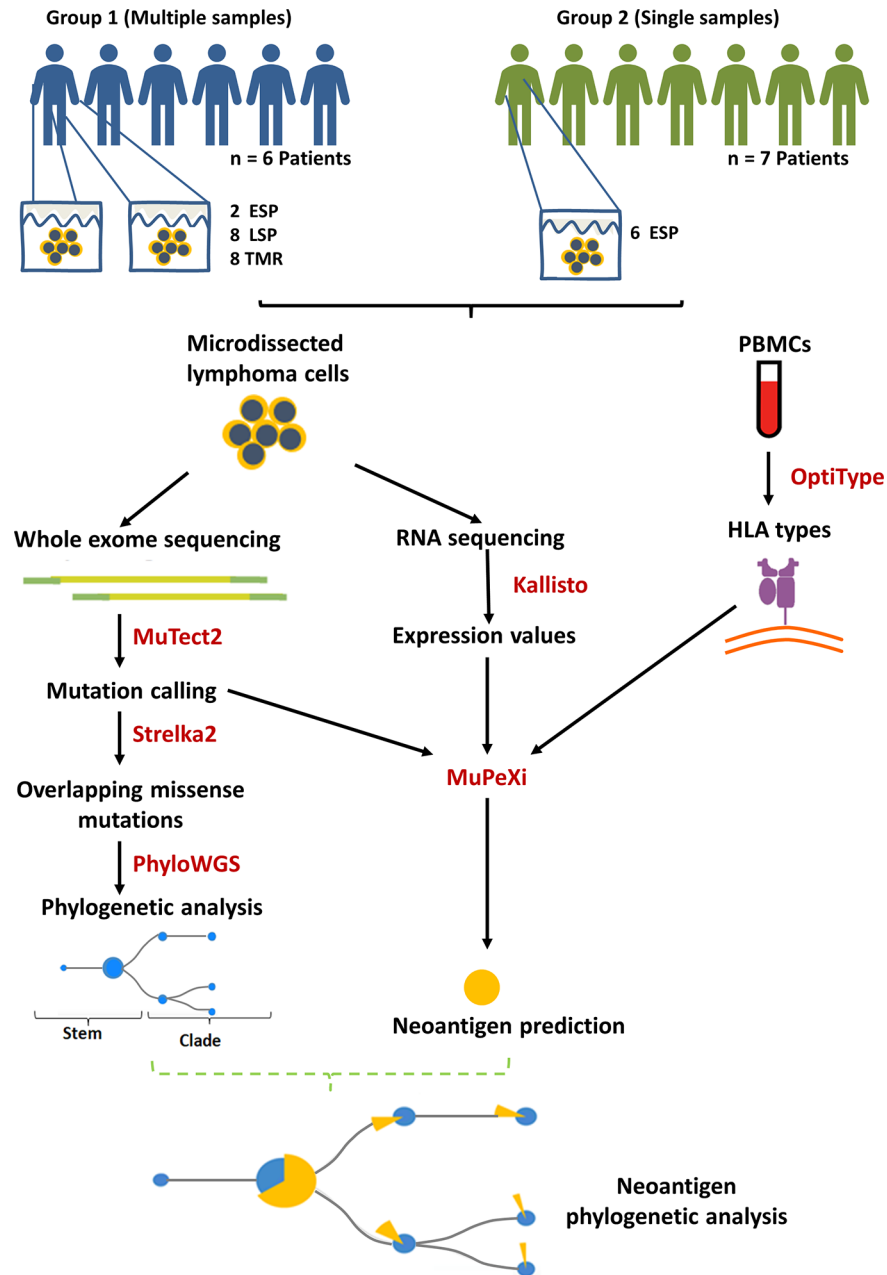 Group 1 (Multiple samples)
Group 2 (Single samples)
n = 6 Patients
n = 7 Patients
2 ESP
8 LSP
8 TMR
6 ESP
Microdissected
lymphoma cells
PBMCs
OptiType
Whole exome sequencing
RNA sequencing
HLA types
Kallisto
MuTect2
Expression values
Mutation calling
Strelka2
MuPeXi
Overlapping missense
mutations
PhyloWGS
Phylogenetic analysis
Stem
Clade
Neoantigen prediction
Neoantigen
phylogenetic analysis